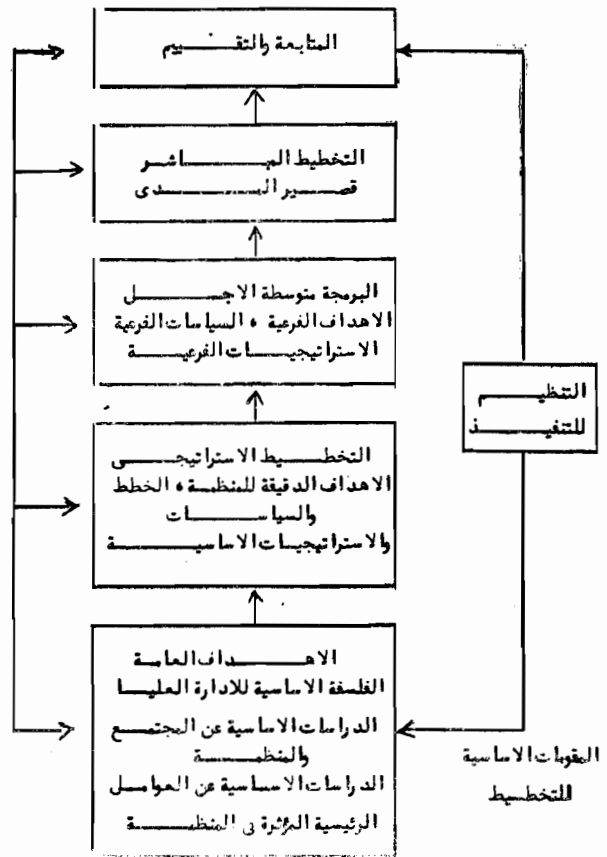 المتابعة والتقييم
التخطيط المباشر
قصير المدى
البرمجة متوسطة الاجل
الاهداف الفرعية ، السياسات الفرعية
الاستراتيجيات الفرعية
التنظيم
للتنفيذ
التخطيط الاستراتيجى
الاهداف الدقيقة للمنظمة ، الخطط
والسياسات
والاستراتيجيات الاساسية
الاهداف العامة
الفلسفة الاساسية للادارة العليا
الدراسات الاساسية عن المجتمع
والمنظمة
الدراسات الاساسية عن العوامل
الرئيسية المؤثرة فى المنظمة
المقومات الاساسية
للتخطيط